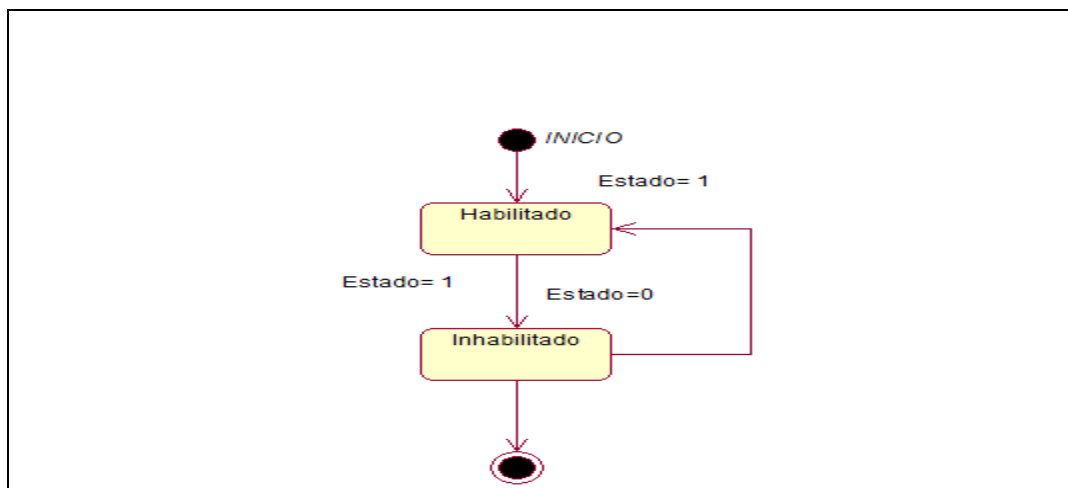 INICIO
Estado= 1
Habilitado
Estado= 1
Estado=0
Inhabilitado